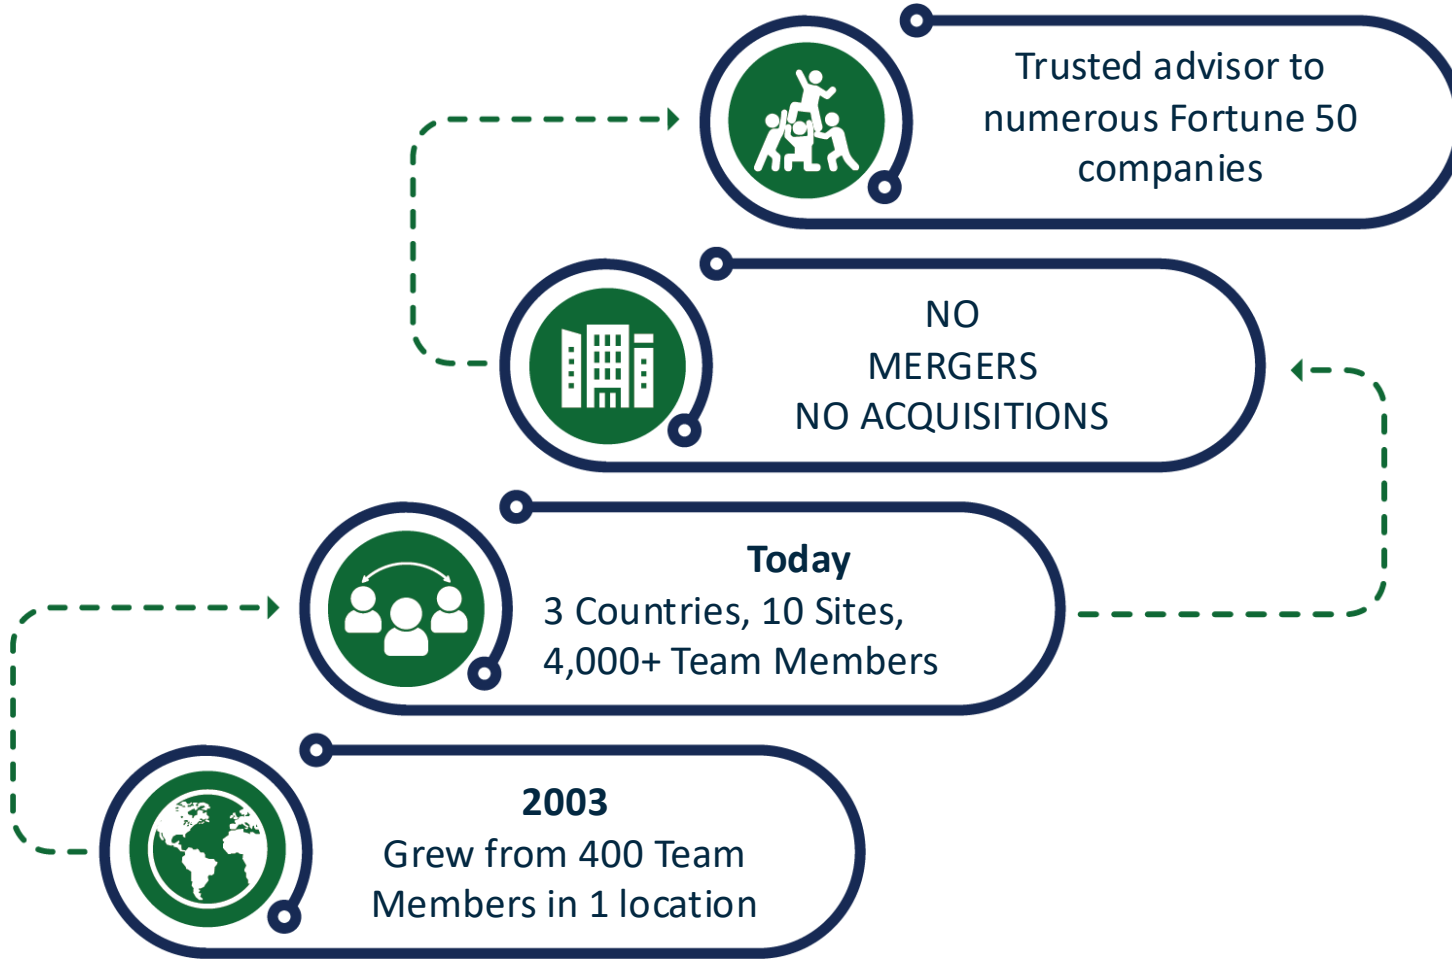 Trusted advisor to
numerous Fortune 50
companies
NO
MERGERS
NO ACQUISITIONS
Today
3 Countries, 10 Sites,
4,000+ Team Members
2003
Grew from 400 Team
Members in 1 location